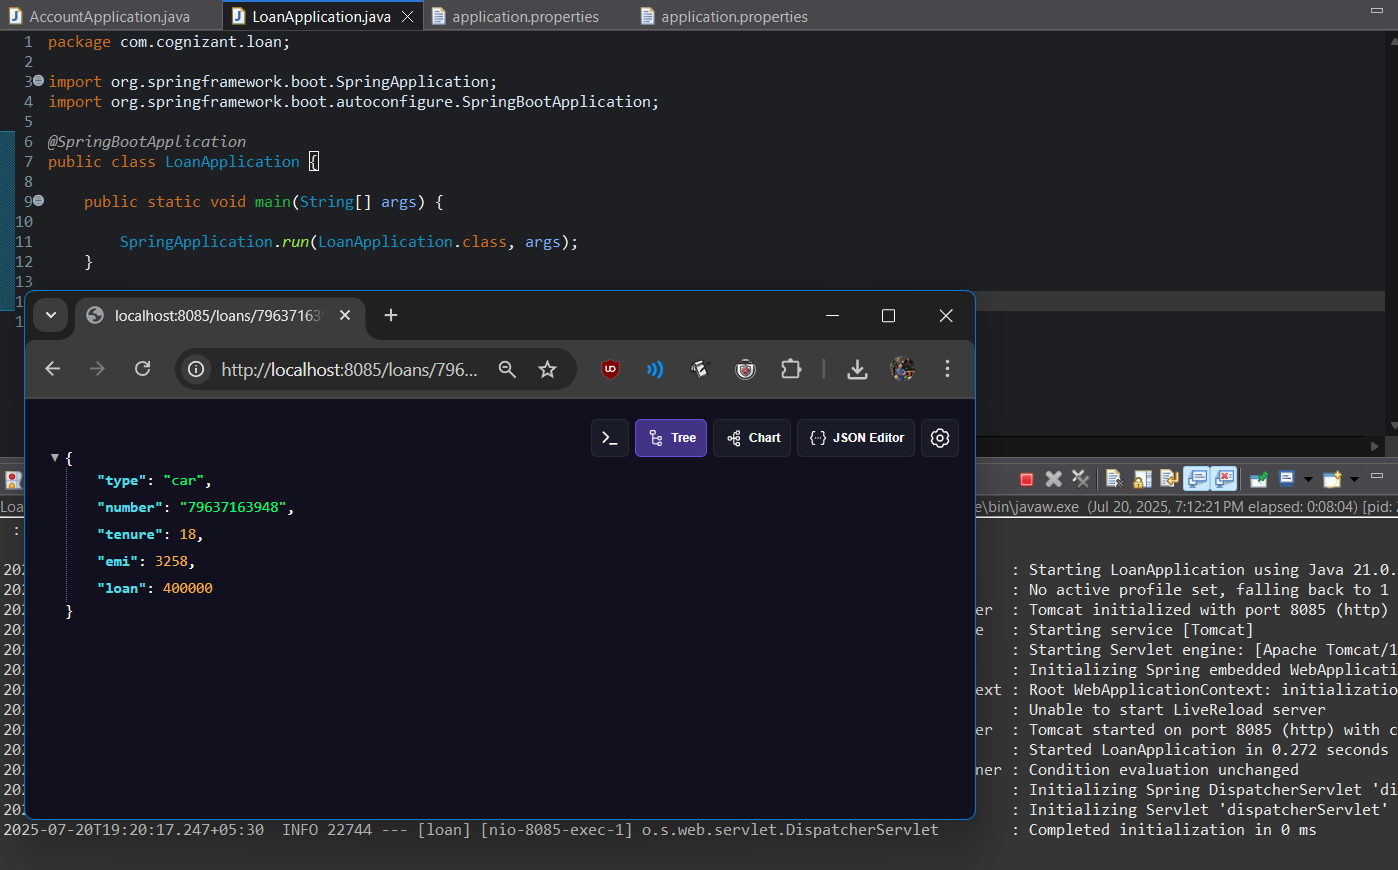 AccountApplication.java LoanApplication.java application.properties application.properties
1 package com.cognizant.loan;
2
3 import org.springframework.boot.SpringApplication;
4 import org.springframework.boot.autoconfigure.SpringBootApplication;
5
6 @SpringBootApplication
7 public class LoanApplication {
8
9 public static void main(String[] args) {
10
11 SpringApplication.run(LoanApplication.class, args);
12 }
13
localhost:8085/loans/7963716
http://localhost:8085/loans/796...
Tree Chart JSON Editor
{
"type": "car",
"number": "79637163948",
"tenure": 18,
"emi": 3258,
"loan": 400000
}
Loa e\bin\javaw.exe (Jul 20, 2025, 7:12:21 PM elapsed: 0:08:04) [pid:
:
: Starting LoanApplication using Java 21.0.
: No active profile set, falling back to 1
er : Tomcat initialized with port 8085 (http)
e : Starting service [Tomcat]
: Starting Servlet engine: [Apache Tomcat/1
: Initializing Spring embedded WebApplicati
ext : Root WebApplicationContext: initializatio
: Unable to start LiveReload server
er : Tomcat started on port 8085 (http) with c
: Started LoanApplication in 0.272 seconds
ner : Condition evaluation unchanged
: Initializing Spring DispatcherServlet 'di
: Initializing Servlet 'dispatcherServlet'
2025-07-20T19:20:17.247+05:30 INFO 22744 --- [loan] [nio-8085-exec-1] o.s.web.servlet.DispatcherServlet : Completed initialization in 0 ms